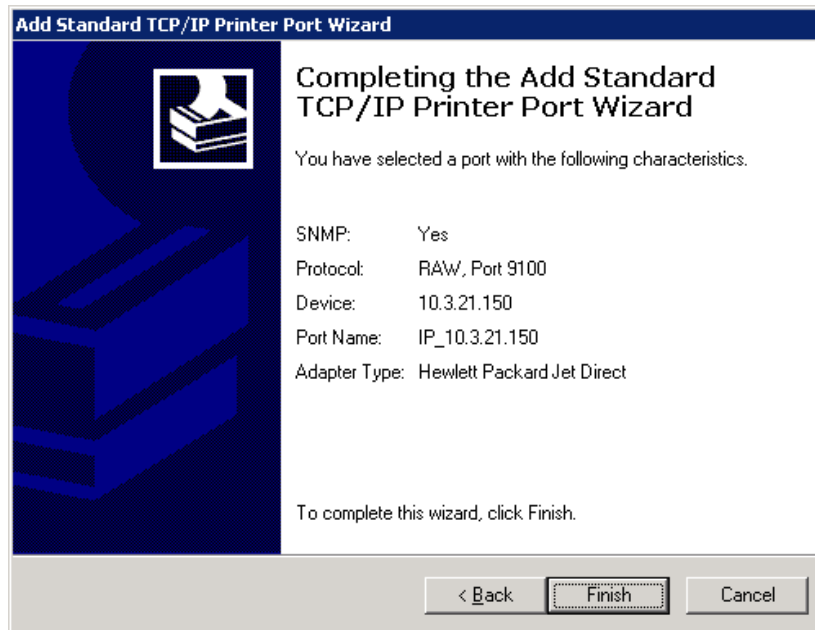 Add Standard TCP/IP Printer Port Wizard
Completing the Add Standard
TCP/IP Printer Port Wizard
You have selected a port with the following characteristics.
SNMP: Yes
Protocol: RAW, Port 9100
Device: 10.3.21.150
Port Name: IP_10.3.21.150
Adapter Type: Hewlett Packard Jet Direct
To complete this wizard, click Finish.
< Back Finish Cancel